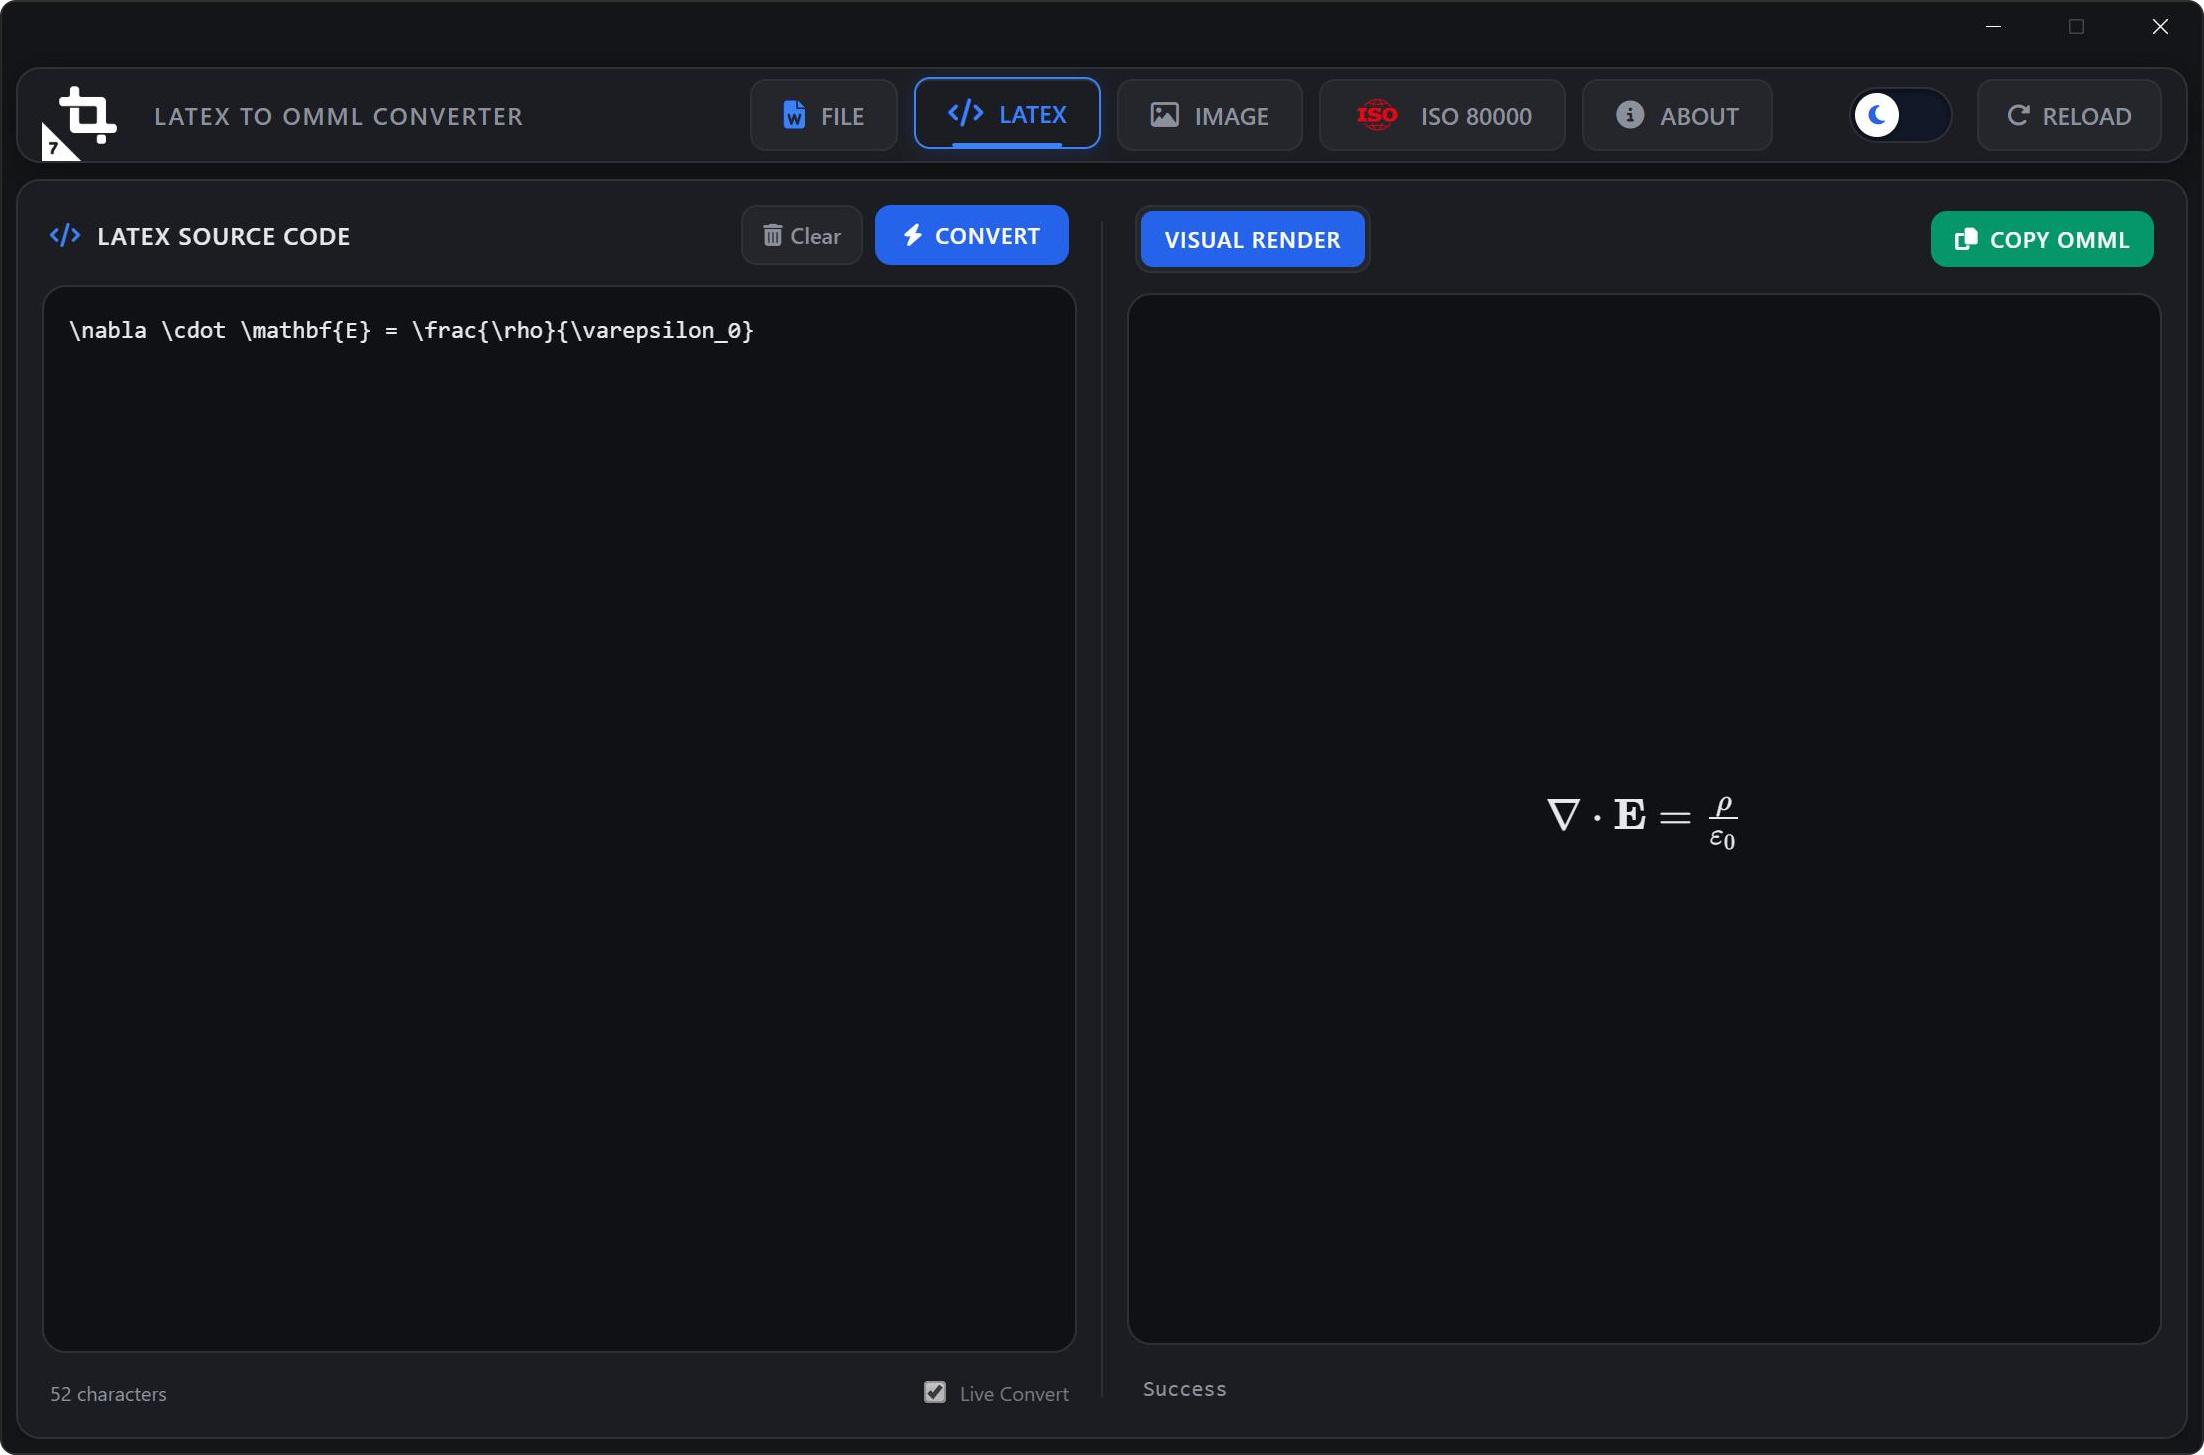 7
LATEX TO OMML CONVERTER
FILE
</> LATEX
IMAGE
ISO ISO 80000
ABOUT
RELOAD
</> LATEX SOURCE CODE
Clear
CONVERT
VISUAL RENDER
COPY OMML
\nabla \cdot \mathbf{E} = \frac{\rho}{\varepsilon_0}
∇ · E = ρ/ε₀
52 characters
Live Convert
Success